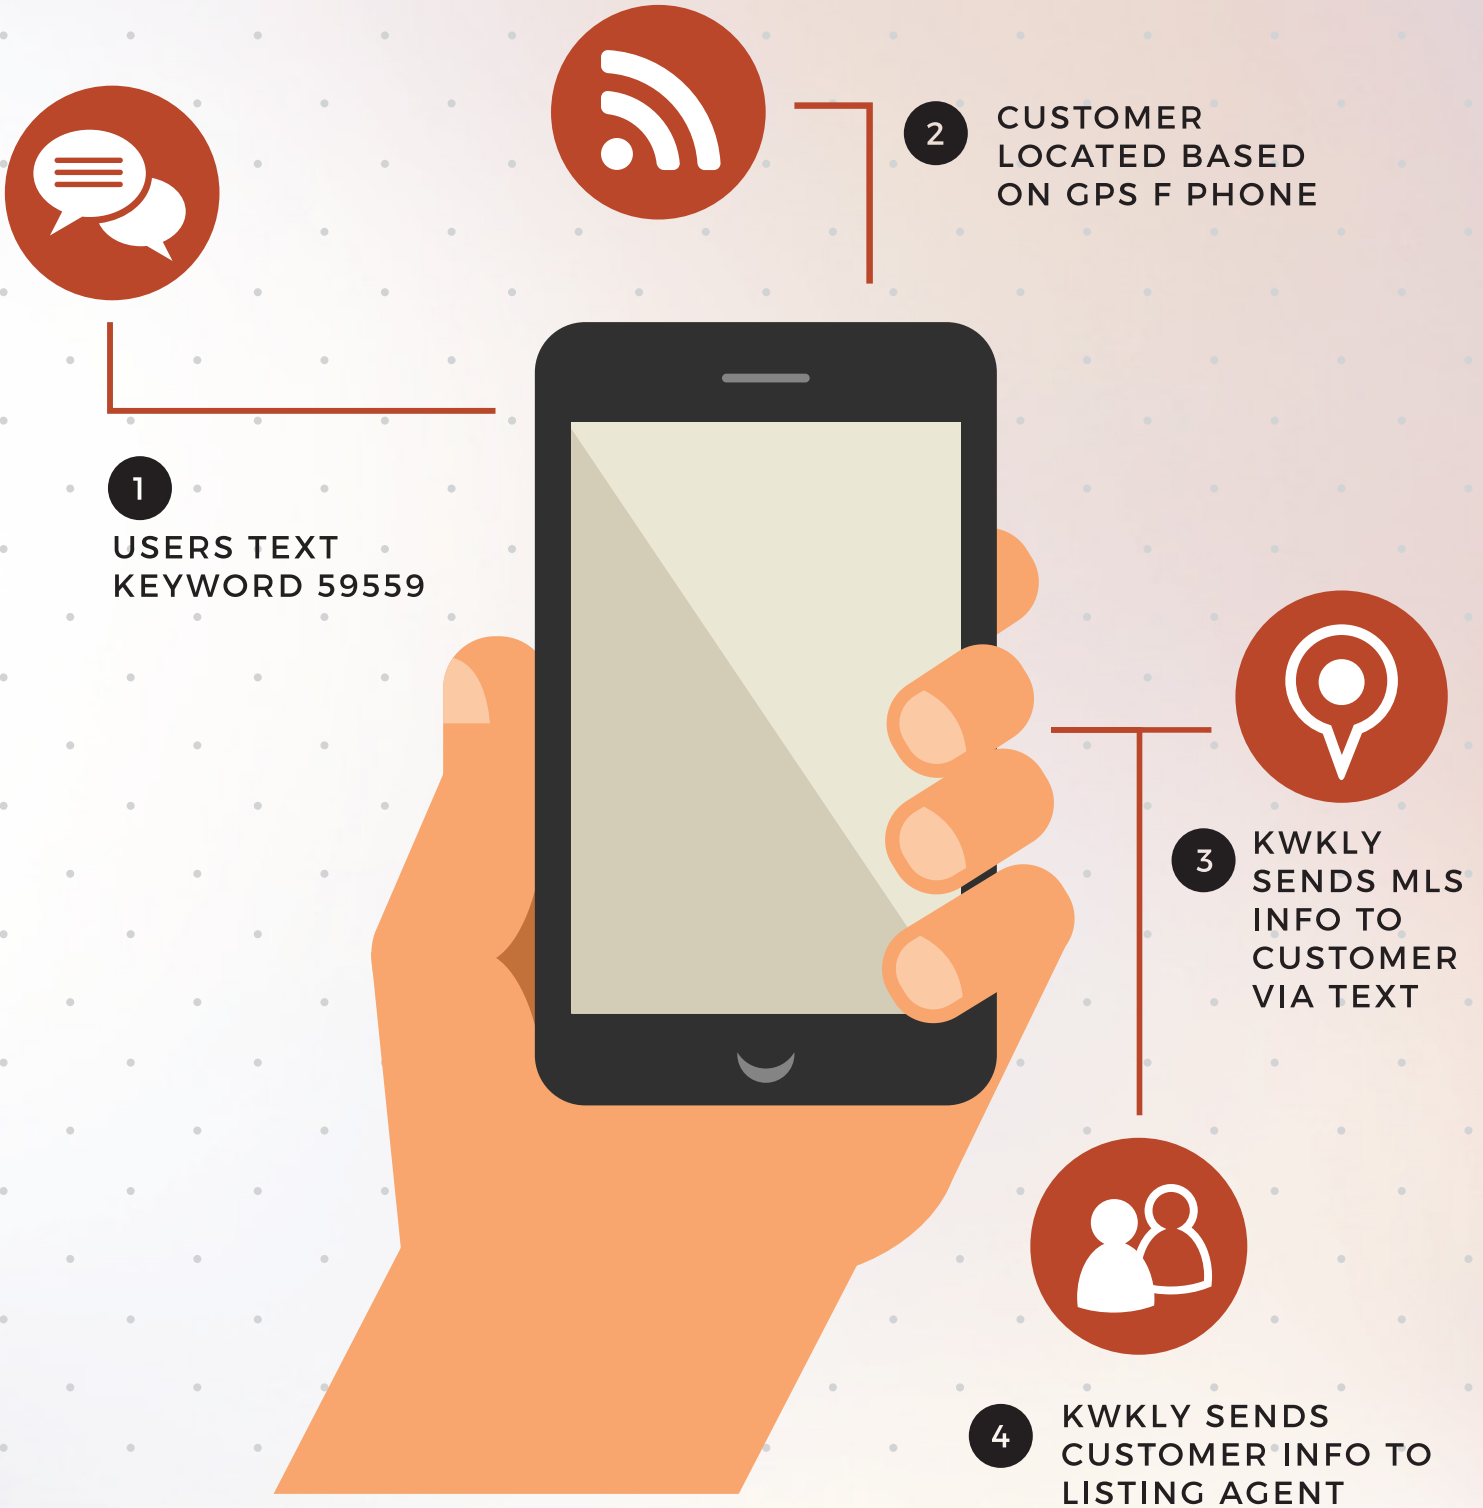 1
USERS TEXT
KEYWORD 59559
2
CUSTOMER
LOCATED BASED
ON GPS F PHONE
3
KWKLY
SENDS MLS
INFO TO
CUSTOMER
VIA TEXT
4
KWKLY SENDS
CUSTOMER INFO TO
LISTING AGENT